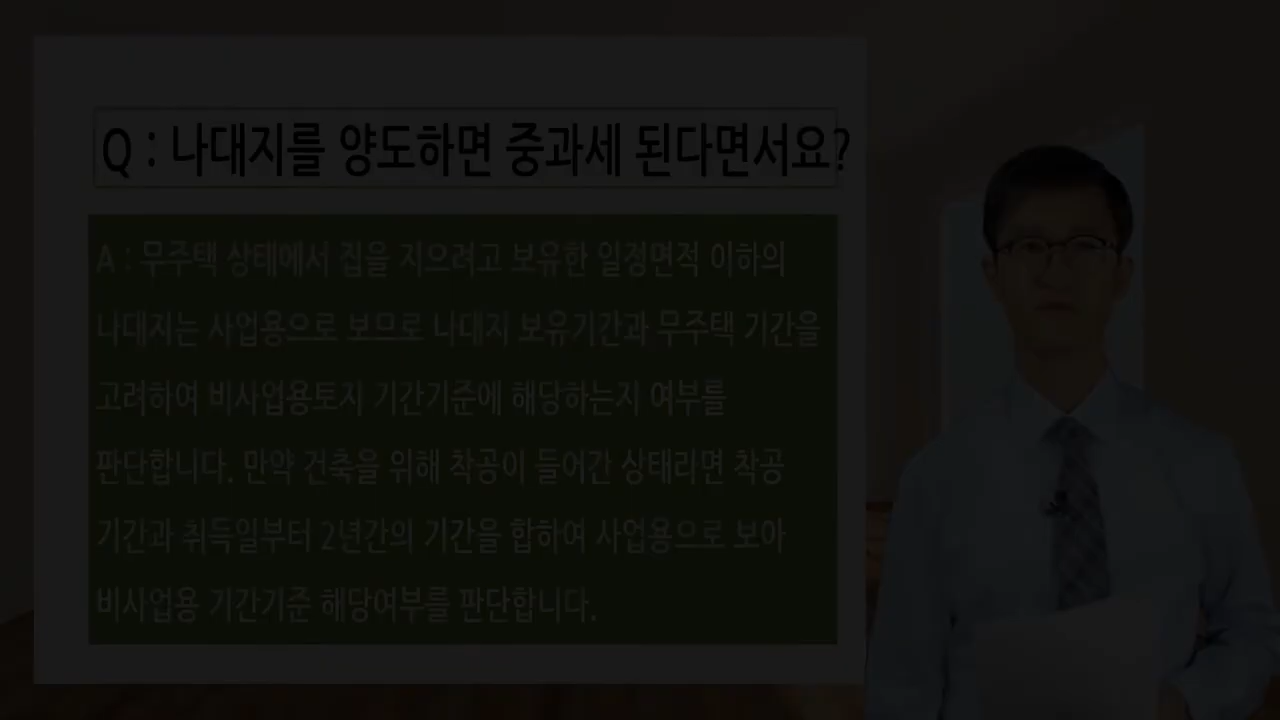 Q : 나대지를 양도하면 중과세 된다면서요?
A : 무주택 상태에서 집을 지으려고 보유한 일정면적 이하의
나대지는 사업용으로 보므로 나대지 보유기간과 무주택 기간을
고려하여 비사업용토지 기간기준에 해당하는지 여부를
판단합니다. 만약 건축을 위해 착공이 들어간 상태라면 착공
기간과 취득일부터 2년간의 기간을 합하여 사업용으로 보아
비사업용 기간기준 해당여부를 판단합니다.